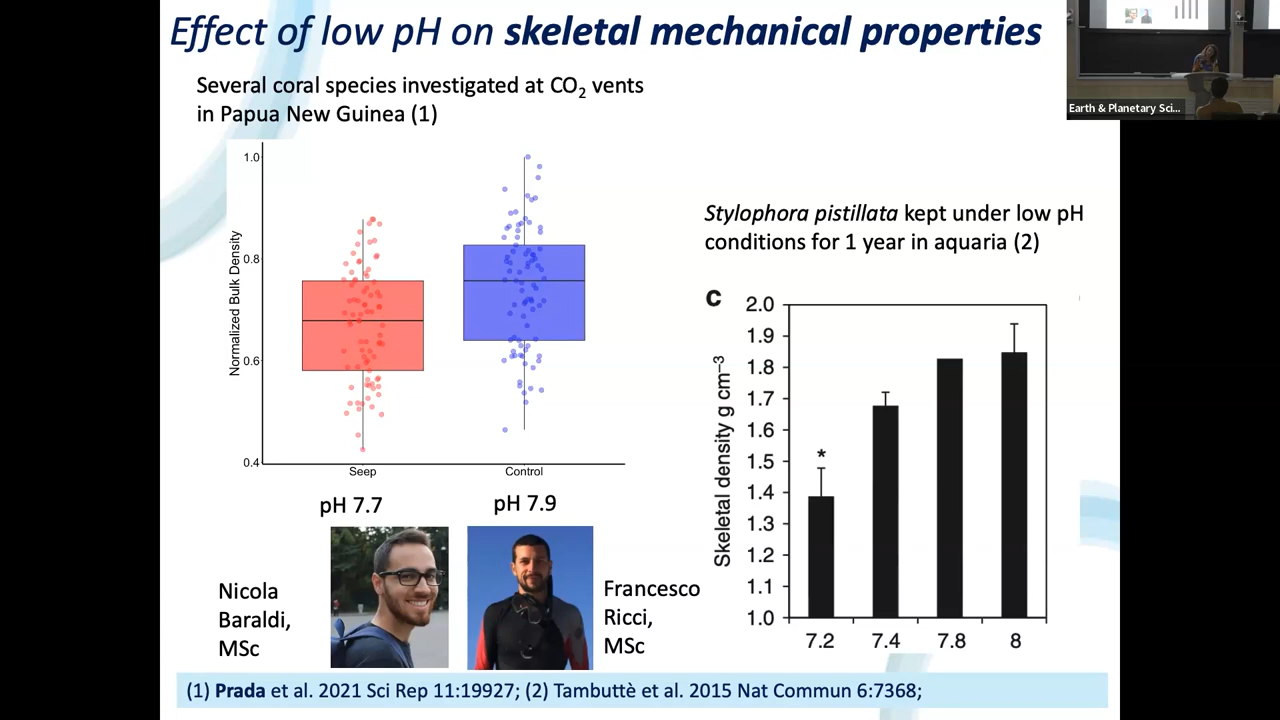 Effect of low pH on skeletal mechanical properties
Several coral species investigated at CO₂ vents
in Papua New Guinea (1)
Earth & Planetary Sci...
1.0
0.8
0.6
0.4
Normalized Bulk Density
Seep
Control
pH 7.7
pH 7.9
Nicola
Baraldi,
MSc
Francesco
Ricci,
MSc
Stylophora pistillata kept under low pH
conditions for 1 year in aquaria (2)
c
2.0
1.9
1.8
1.7
1.6
1.5
1.4
1.3
1.2
1.1
1.0
Skeletal density g cm⁻³
*
7.2
7.4
7.8
8
(1) Prada et al. 2021 Sci Rep 11:19927; (2) Tambuttè et al. 2015 Nat Commun 6:7368;